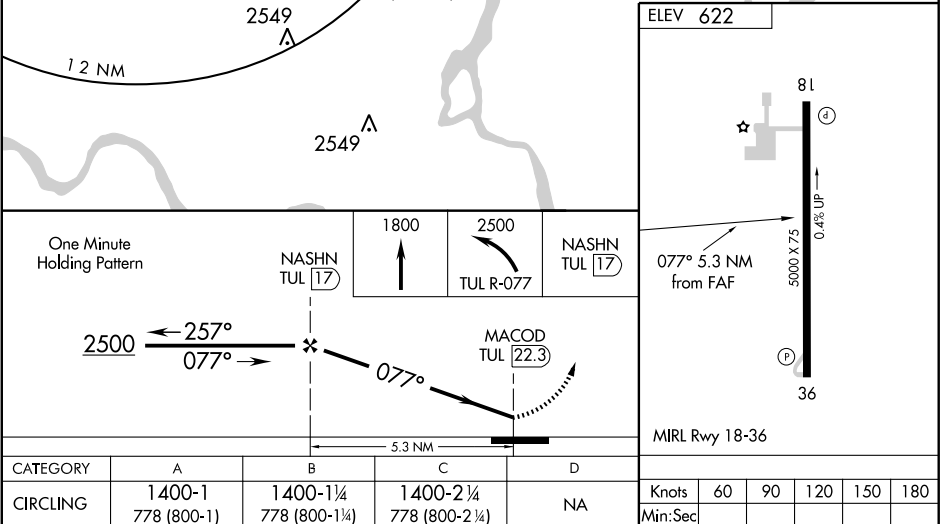 2549
12 NM
2549
One Minute
Holding Pattern
NASHN
TUL 17
1800
2500
TUL R-077
NASHN
TUL 17
2500
257°
077°
077°
MACOD
TUL 22.3
5.3 NM
CATEGORY A B C D
CIRCLING 1400-1 1400-1¼ 1400-2¼ NA
778 (800-1) 778 (800-1¼) 778 (800-2¼)
ELEV 622
18
P
0.4% UP
5000 X 75
077° 5.3 NM
from FAF
P
36
MIRL Rwy 18-36
Knots 60 90 120 150 180
Min:Sec